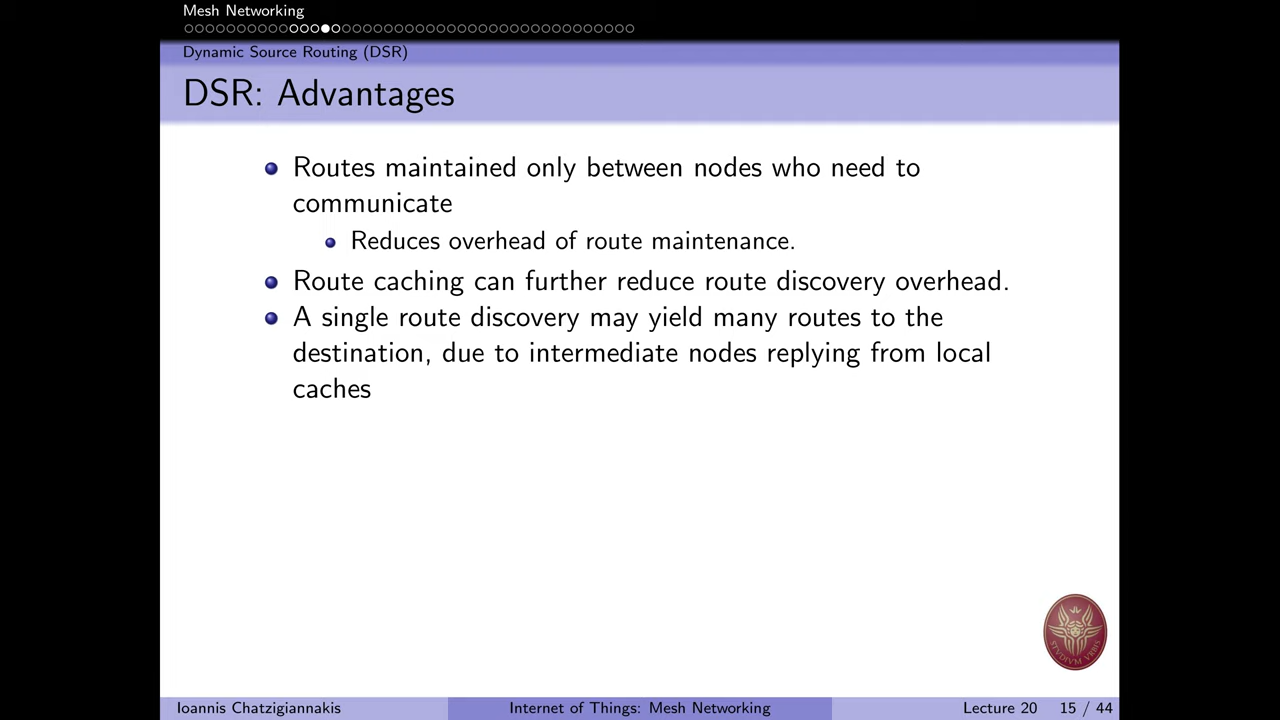 Mesh Networking
Dynamic Source Routing (DSR)
DSR: Advantages
Routes maintained only between nodes who need to
communicate
Reduces overhead of route maintenance.
Route caching can further reduce route discovery overhead.
A single route discovery may yield many routes to the
destination, due to intermediate nodes replying from local
caches
STVDIVM VRBIS
Ioannis Chatzigiannakis
Internet of Things: Mesh Networking
Lecture 20
15 / 44